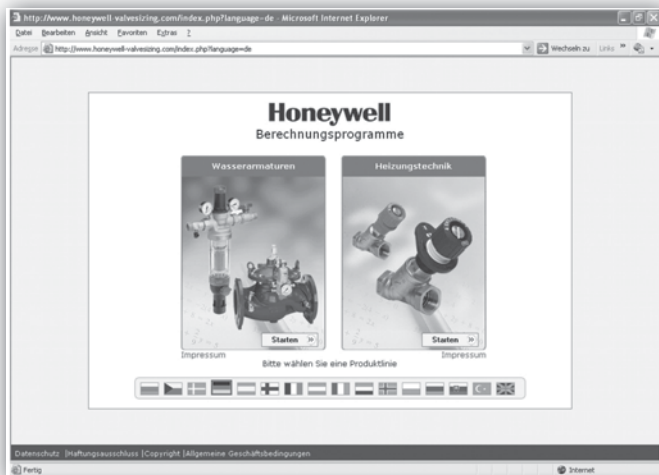 http://www.honeywell-valvesizing.com/index.php?language=de - Microsoft Internet Explorer
Datei Bearbeiten Ansicht Favoriten Extras ?
Adresse http://www.honeywell-valvesizing.com/index.php?language=de Wechseln zu Links »
Honeywell
Berechnungsprogramme
Wasserarmaturen Heizungstechnik
Starten » Starten »
Impressum Impressum
Bitte wählen Sie eine Produktlinie
Datenschutz |Haftungsausschluss |Copyright |Allgemeine Geschäftsbedingungen
Fertig Internet